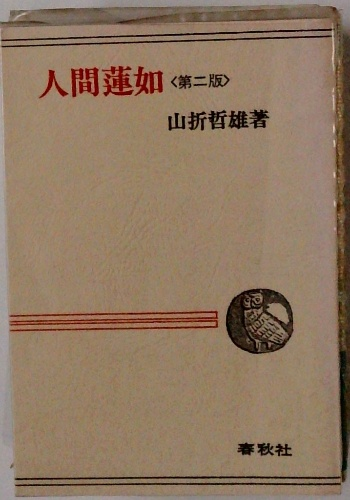 人間蓮如〈第二版〉
山折哲雄著
春秋社